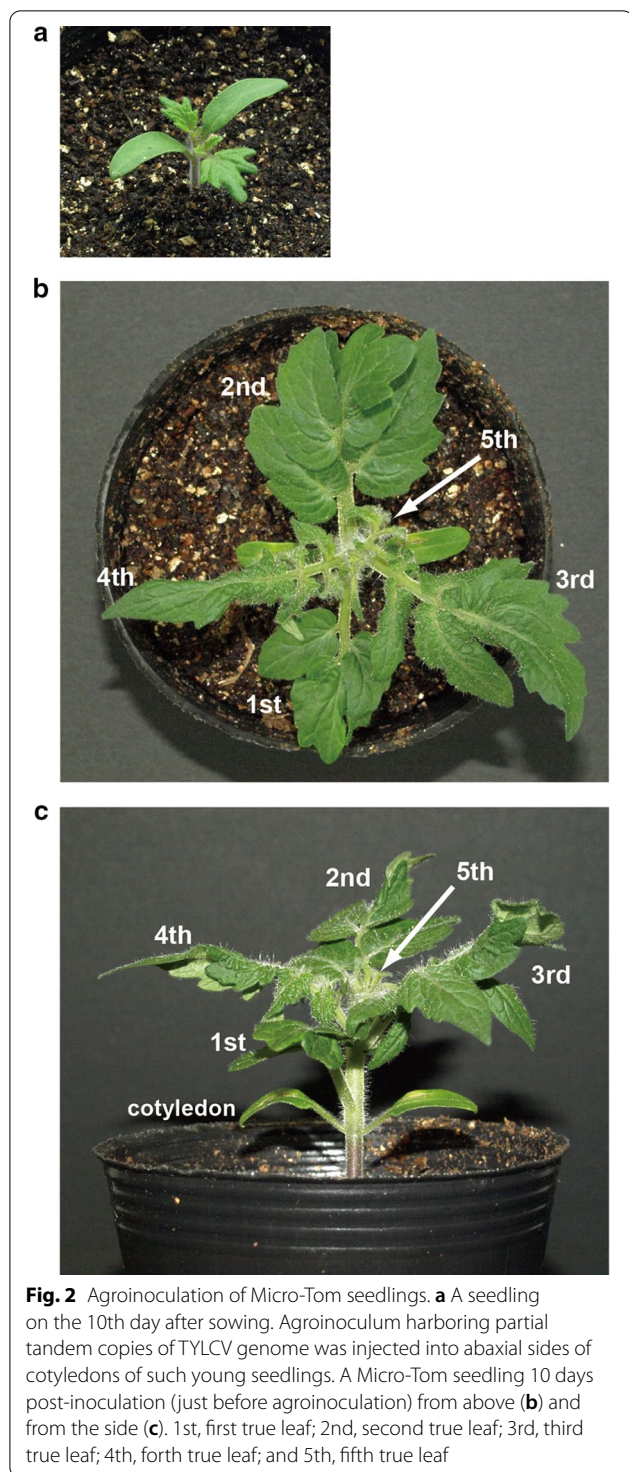 a
b
2nd
5th
4th
3rd
1st
c
2nd
5th
4th
3rd
1st
cotyledon
Fig. 2 Agroinoculation of Micro-Tom seedlings. a A seedling
on the 10th day after sowing. Agroinoculum harboring partial
tandem copies of TYLCV genome was injected into abaxial sides of
cotyledons of such young seedlings. A Micro-Tom seedling 10 days
post-inoculation (just before agroinoculation) from above (b) and
from the side (c). 1st, first true leaf; 2nd, second true leaf; 3rd, third
true leaf; 4th, forth true leaf; and 5th, fifth true leaf